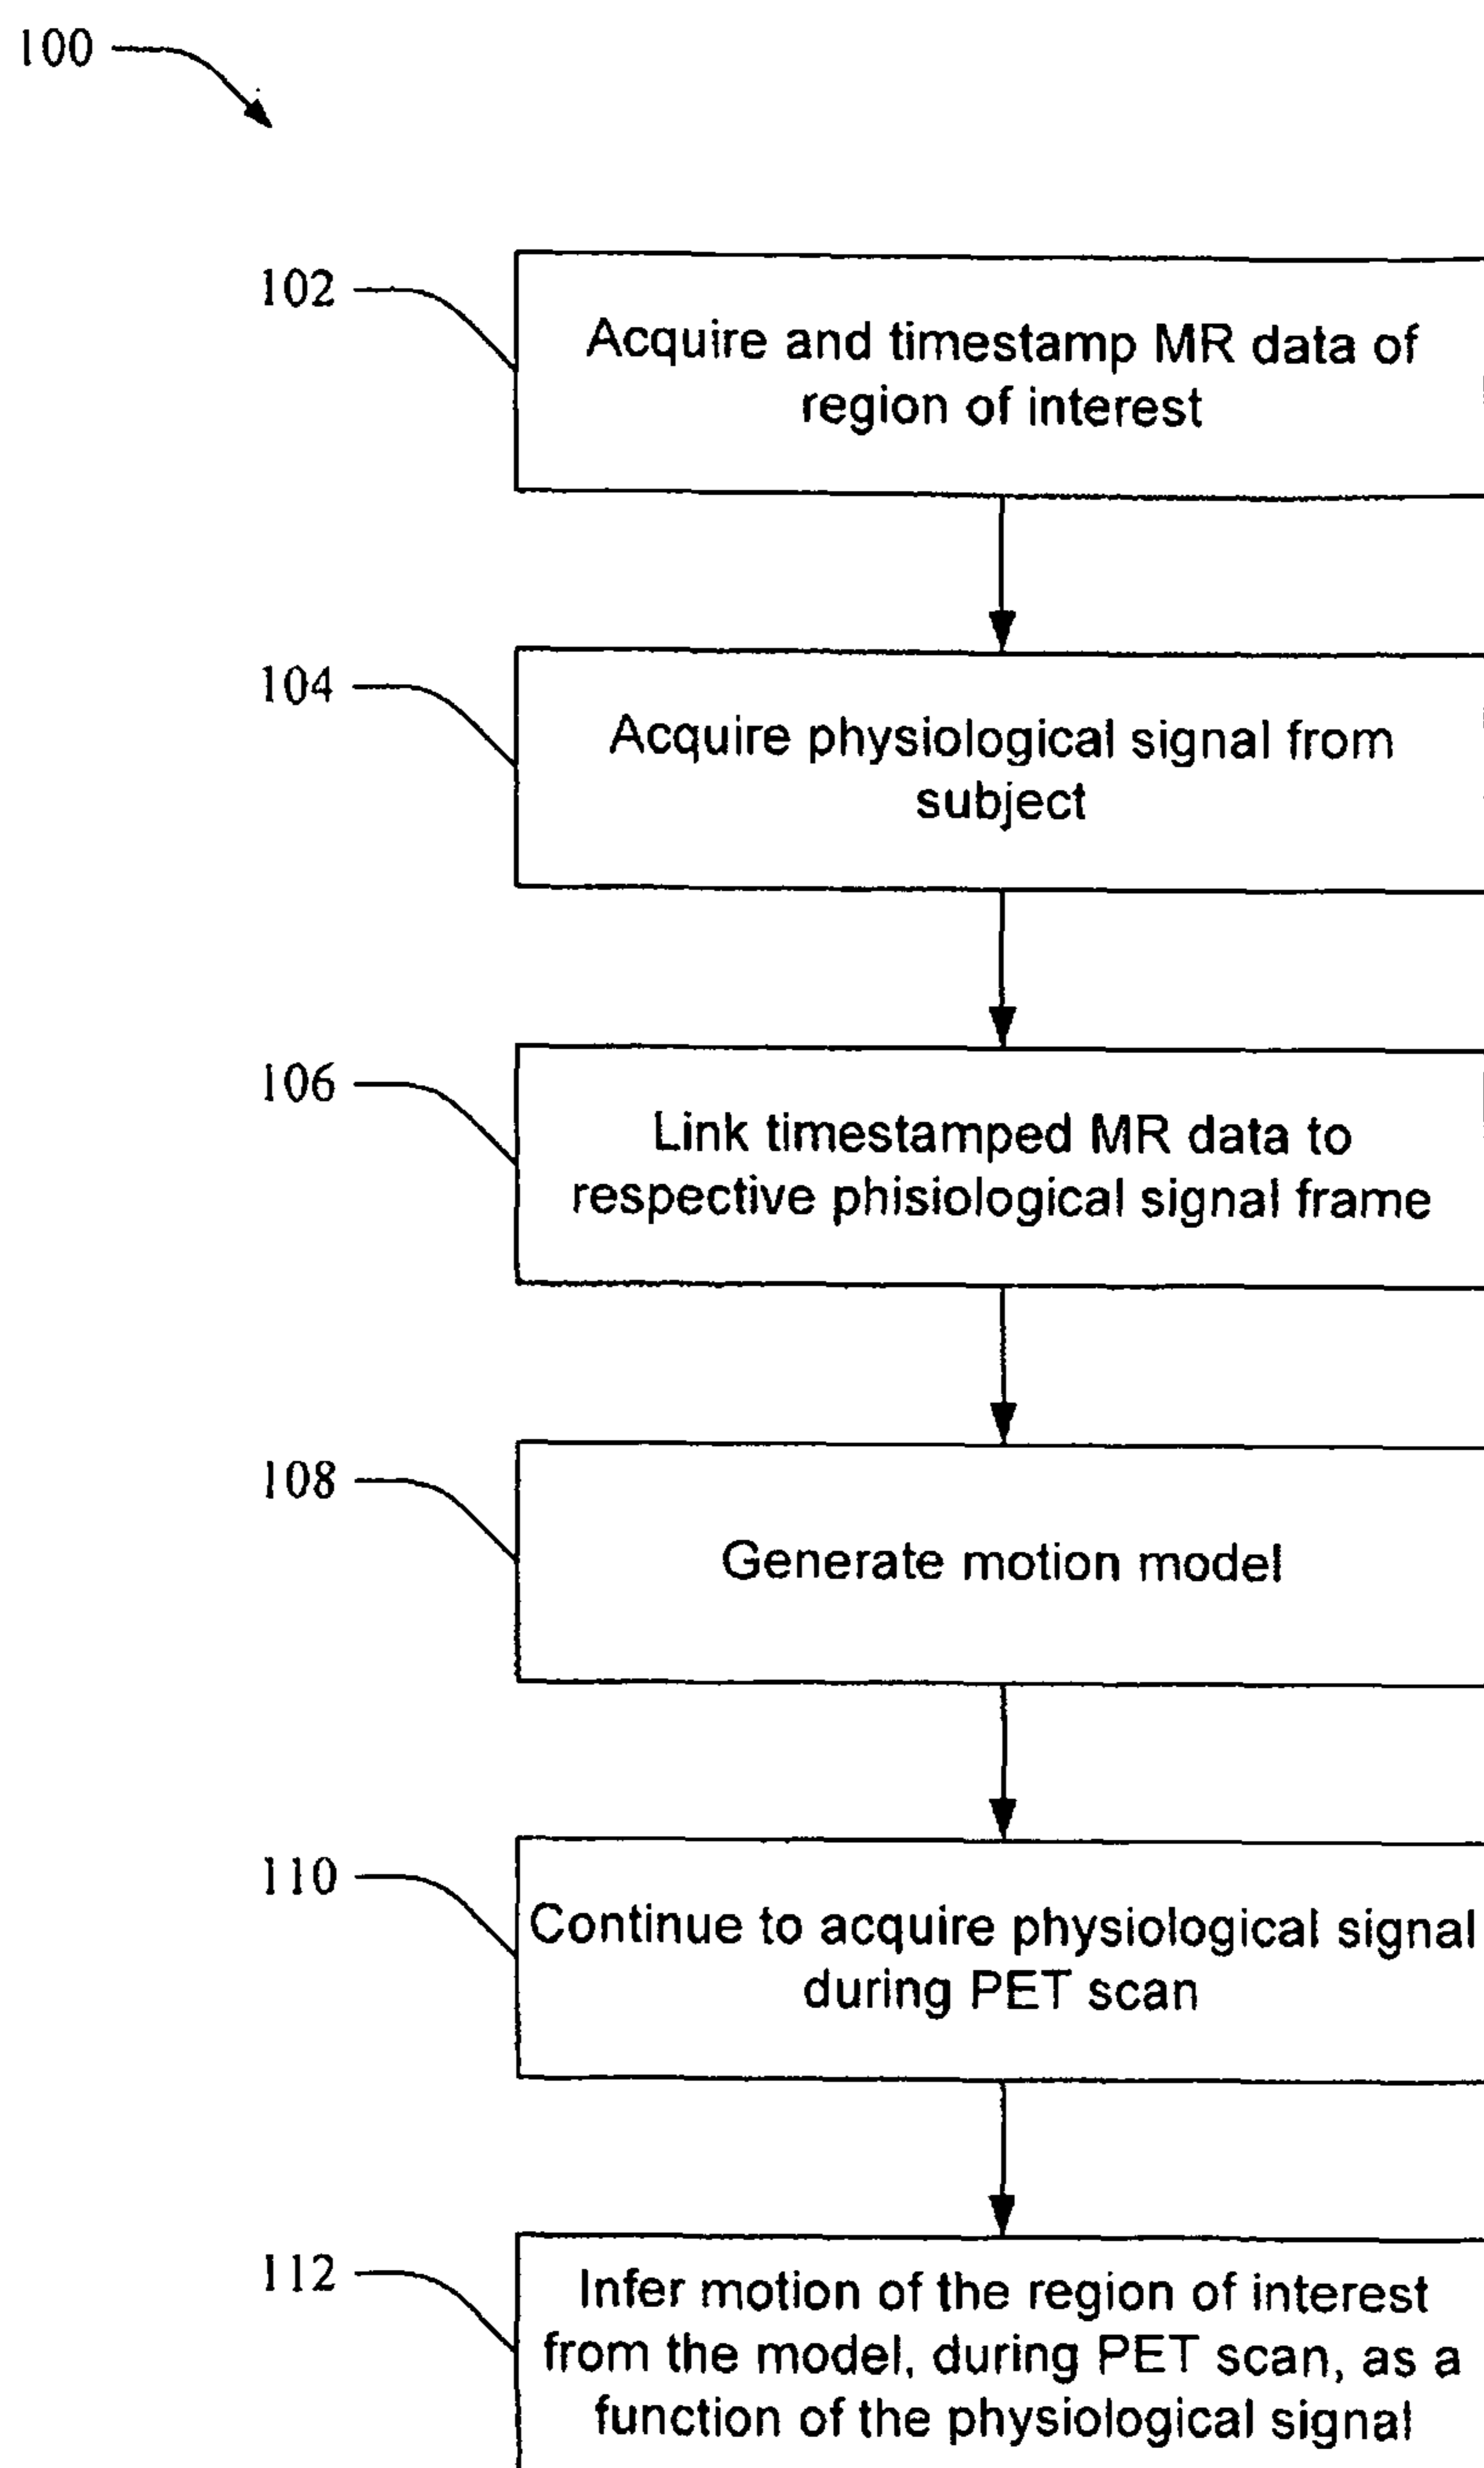 100
102
Acquire and timestamp MR data of
region of interest
104
Acquire physiological signal from
subject
106
Link timestamped MR data to
respective phisiological signal frame
108
Generate motion model
110
Continue to acquire physiological signal
during PET scan
112
Infer motion of the region of interest
from the model, during PET scan, as a
function of the physiological signal